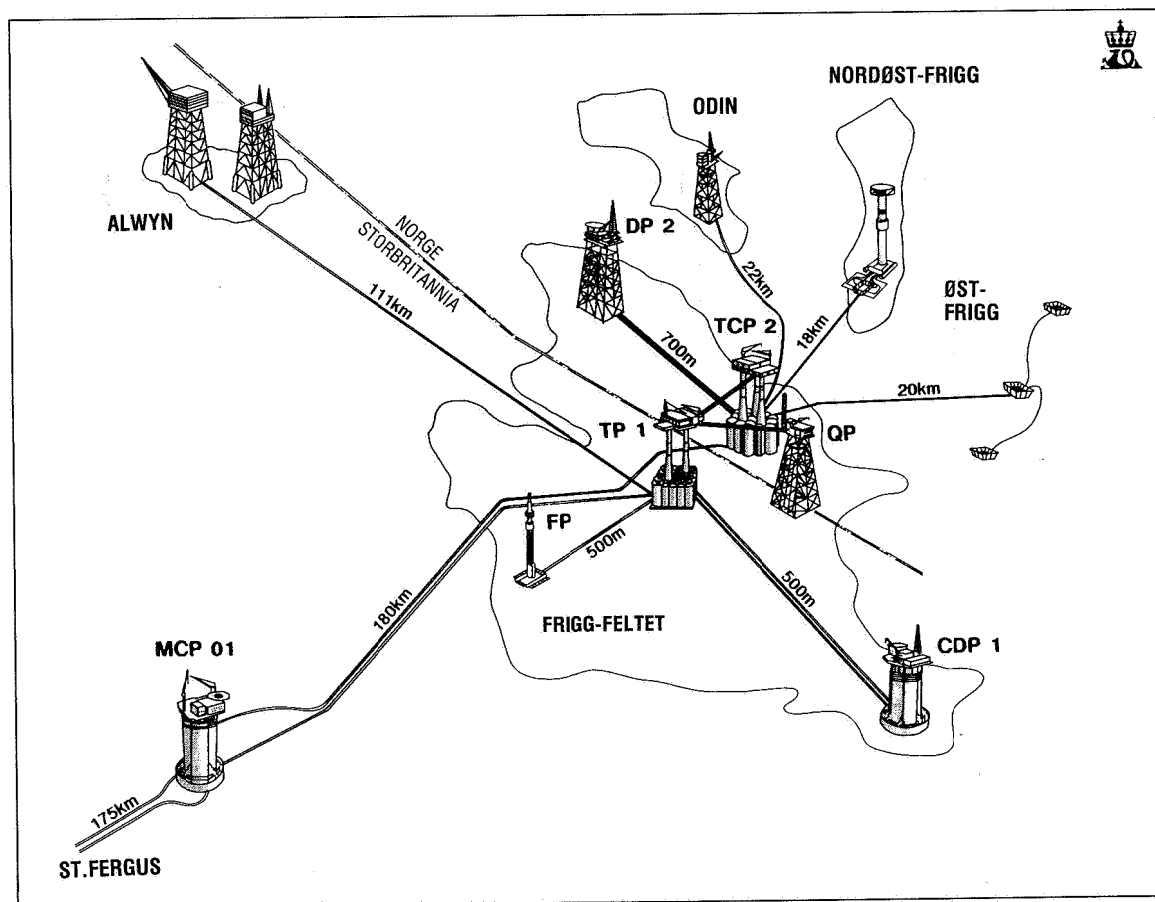 NORDØST-FRIGG
ODIN
ALWYN
NORGE
STORBRITANNIA
DP 2
22km
ØST-
FRIGG
111km
TCP 2
18km
700m
20km
TP 1
QP
FP
500m
180km
500m
FRIGG-FELTET
MCP 01
CDP 1
175km
ST.FERGUS